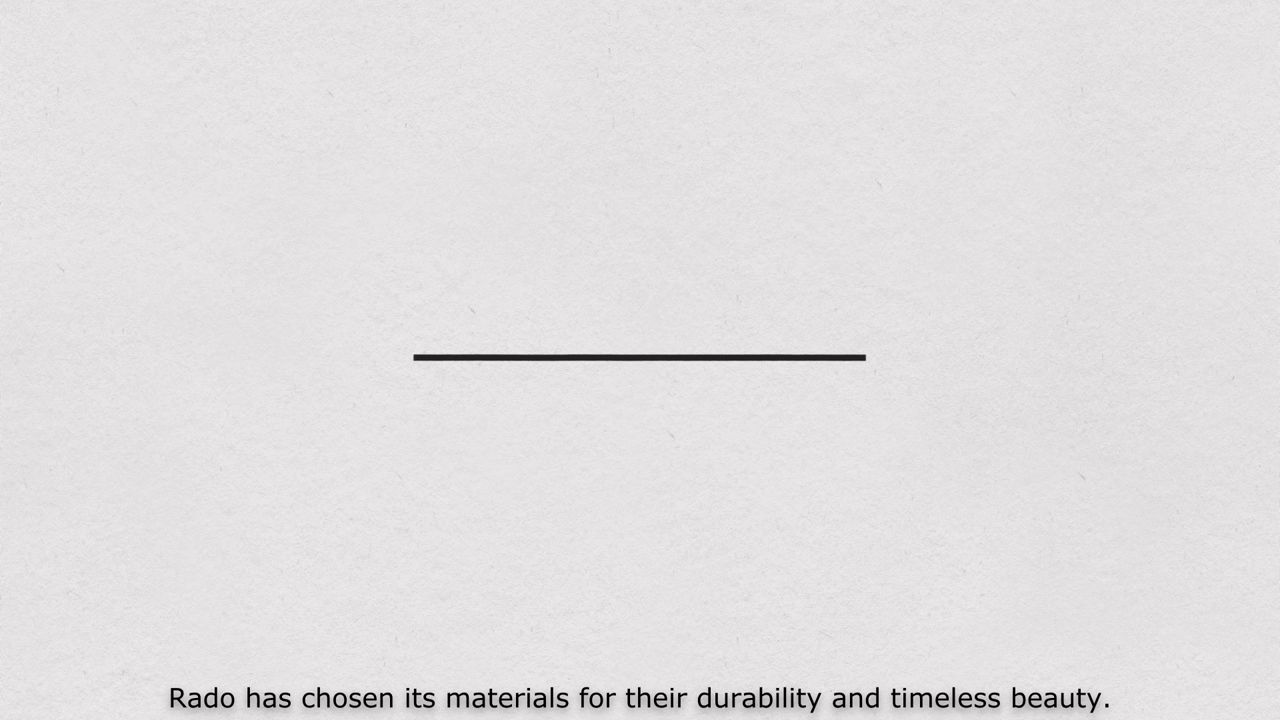 Rado has chosen its materials for their durability and timeless beauty.